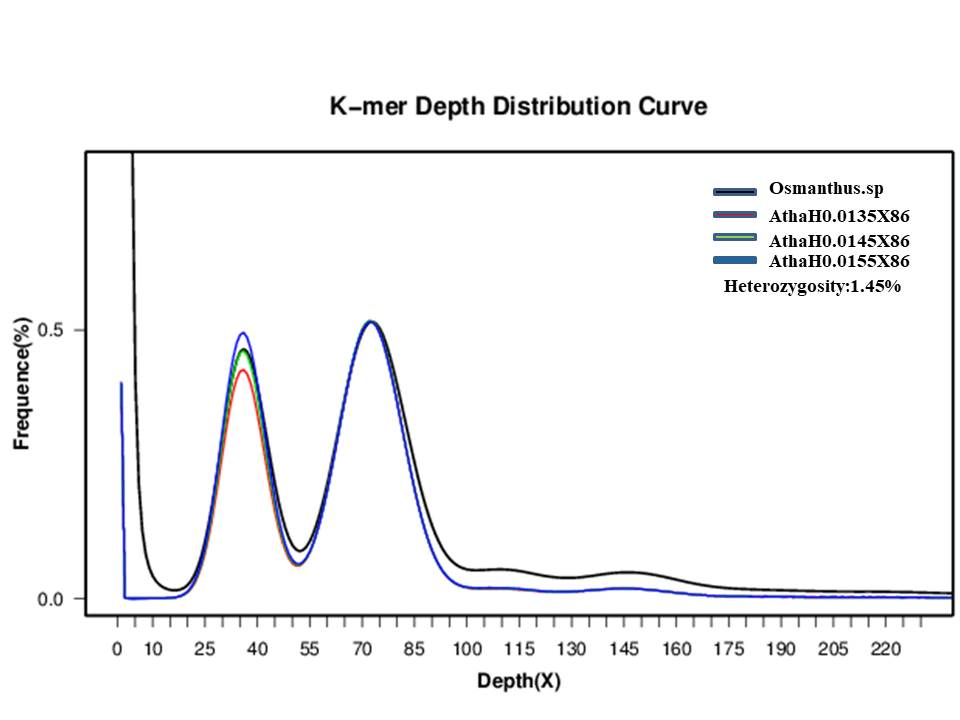 K-mer Depth Distribution Curve
Osmanthus.sp
AthaH0.0135X86
AthaH0.0145X86
AthaH0.0155X86
Heterozygosity:1.45%
Frequence(%)
0.5
0.0
0 10 25 40 55 70 85 100 115 130 145 160 175 190 205 220
Depth(X)